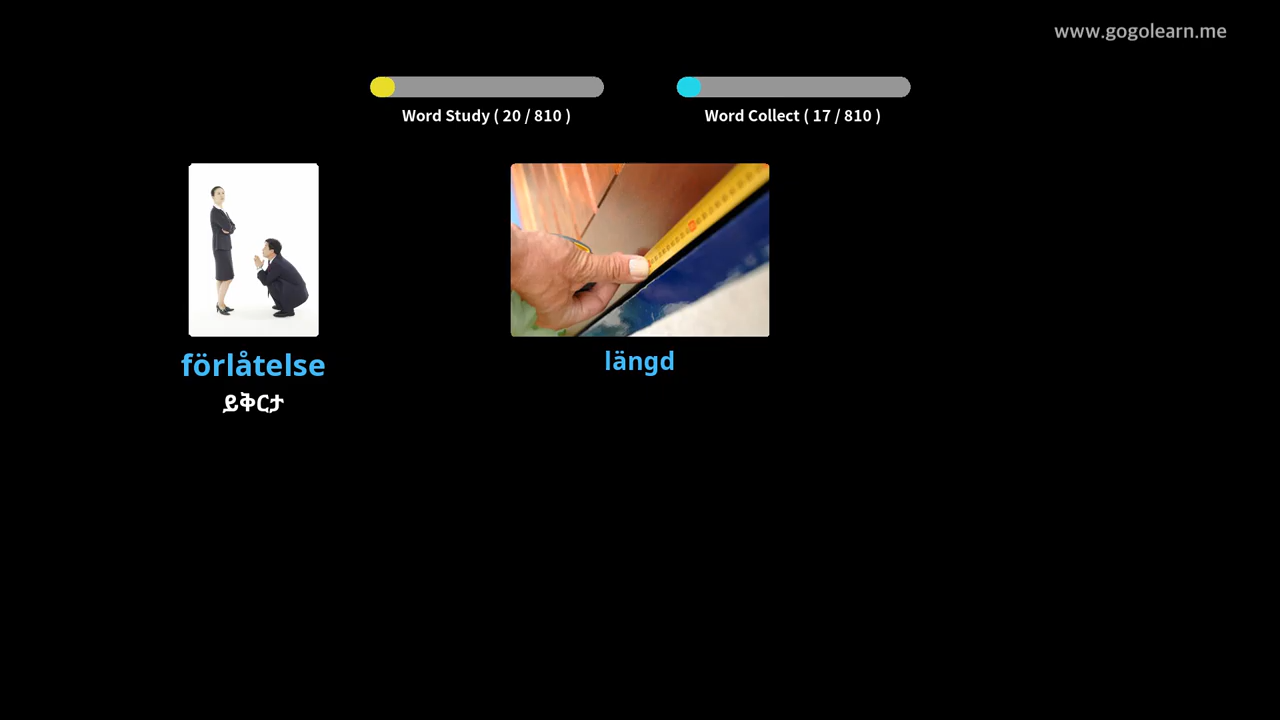 www.gogolearn.me
Word Study ( 20 / 810 )
Word Collect ( 17 / 810 )
förlåtelse
ይቅርታ
längd